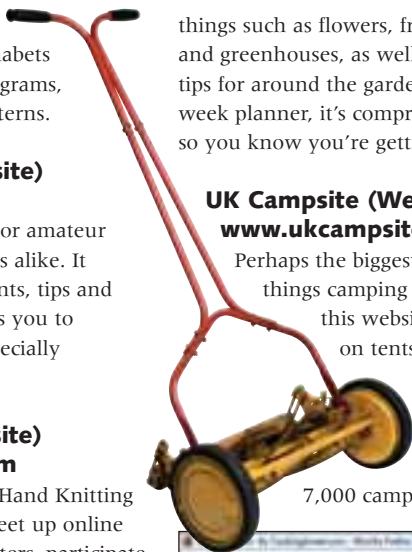 habets
grams,
terns.
site)
or amateur
s alike. It
nts, tips and
s you to
ecially
site)
m
Hand Knitting
eet up online
tors, participate
things such as flowers, fr
and greenhouses, as well
tips for around the garde
week planner, it's compr
so you know you're getti
UK Campsite (We
www.ukcampsite
Perhaps the biggest
things camping
this websi
on tents
7,000 camp